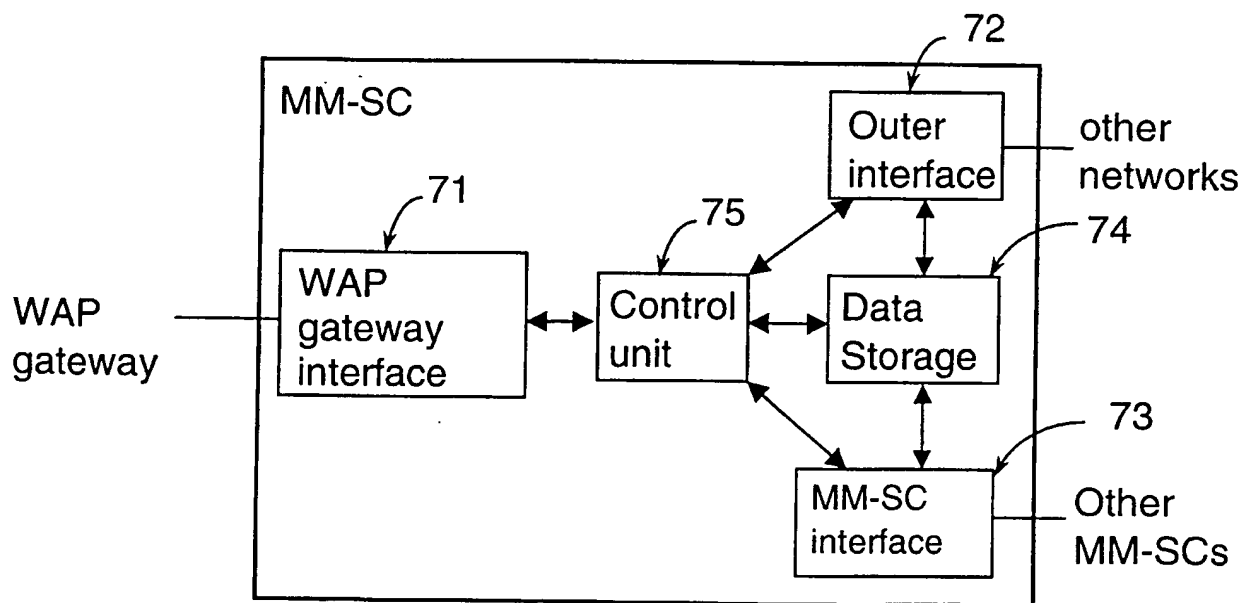 72
MM-SC
Outer
interface
other
networks
71
75
74
WAP
gateway
interface
Control
unit
Data
Storage
WAP
gateway
73
MM-SC
interface
Other
MM-SCs